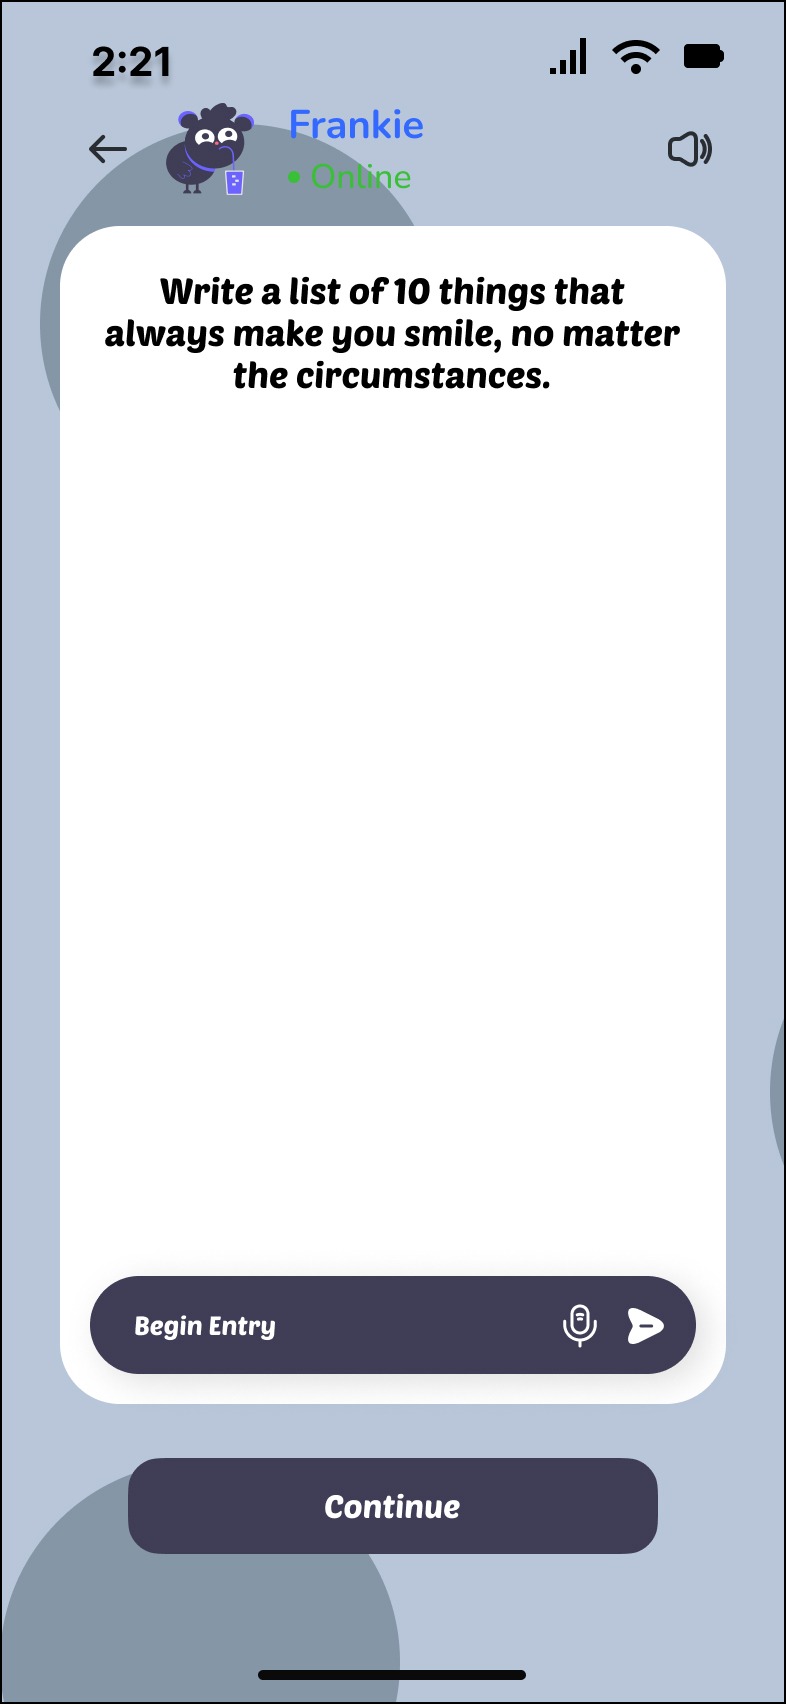 2:21
Frankie
Online
Write a list of 10 things that
always make you smile, no matter
the circumstances.
Begin Entry
Continue